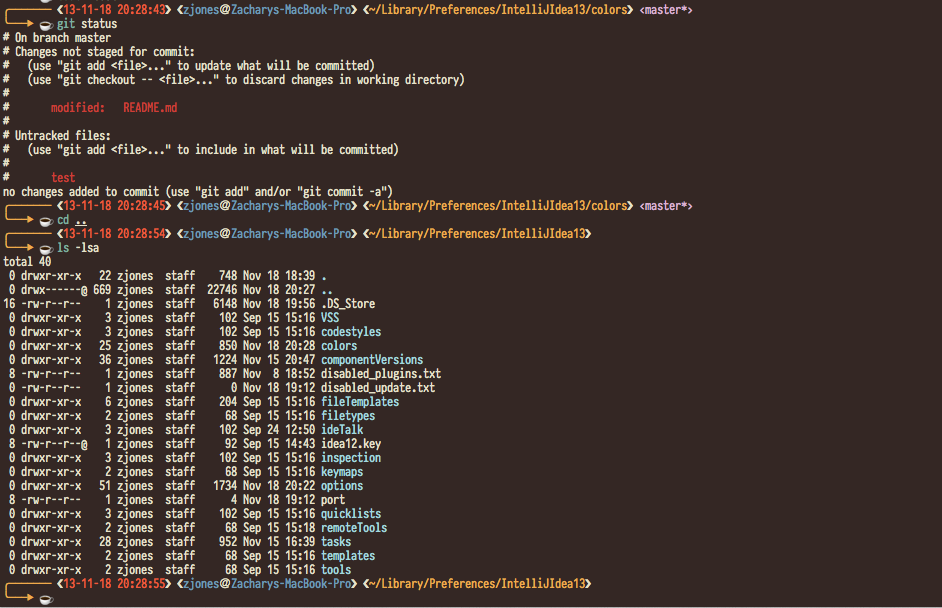 ❮13-11-18 20:28:43❯ ❮zjones@Zacharys-MacBook-Pro❯ ❮~/Library/Preferences/IntelliJIdea13/colors❯ ‹master*›
git status
# On branch master
# Changes not staged for commit:
#   (use "git add <file>..." to update what will be committed)
#   (use "git checkout -- <file>..." to discard changes in working directory)
#
#       modified:   README.md
#
# Untracked files:
#   (use "git add <file>..." to include in what will be committed)
#
#       test
no changes added to commit (use "git add" and/or "git commit -a")
❮13-11-18 20:28:45❯ ❮zjones@Zacharys-MacBook-Pro❯ ❮~/Library/Preferences/IntelliJIdea13/colors❯ ‹master*›
cd ..
❮13-11-18 20:28:54❯ ❮zjones@Zacharys-MacBook-Pro❯ ❮~/Library/Preferences/IntelliJIdea13❯
ls -lsa
total 40
 0 drwxr-xr-x   22 zjones  staff    748 Nov 18 18:39 .
 0 drwx------@ 669 zjones  staff  22746 Nov 18 20:27 ..
16 -rw-r--r--    1 zjones  staff   6148 Nov 18 19:56 .DS_Store
 0 drwxr-xr-x    3 zjones  staff    102 Sep 15 15:16 VSS
 0 drwxr-xr-x    3 zjones  staff    102 Sep 15 15:16 codestyles
 0 drwxr-xr-x   25 zjones  staff    850 Nov 18 20:28 colors
 0 drwxr-xr-x   36 zjones  staff   1224 Nov 15 20:47 componentVersions
 8 -rw-r--r--    1 zjones  staff    887 Nov  8 18:52 disabled_plugins.txt
 0 -rw-r--r--    1 zjones  staff      0 Nov 18 19:12 disabled_update.txt
 0 drwxr-xr-x    6 zjones  staff    204 Sep 15 15:16 fileTemplates
 0 drwxr-xr-x    2 zjones  staff     68 Sep 15 15:16 filetypes
 0 drwxr-xr-x    3 zjones  staff    102 Sep 24 12:50 ideTalk
 8 -rw-r--r--@   1 zjones  staff     92 Sep 15 14:43 idea12.key
 0 drwxr-xr-x    3 zjones  staff    102 Sep 15 15:16 inspection
 0 drwxr-xr-x    2 zjones  staff     68 Sep 15 15:16 keymaps
 0 drwxr-xr-x   51 zjones  staff   1734 Nov 18 20:22 options
 8 -rw-r--r--    1 zjones  staff      4 Nov 18 19:12 port
 0 drwxr-xr-x    3 zjones  staff    102 Sep 15 15:16 quicklists
 0 drwxr-xr-x    2 zjones  staff     68 Sep 15 15:18 remoteTools
 0 drwxr-xr-x   28 zjones  staff    952 Nov 15 16:39 tasks
 0 drwxr-xr-x    2 zjones  staff     68 Sep 15 15:16 templates
 0 drwxr-xr-x    2 zjones  staff     68 Sep 15 15:16 tools
❮13-11-18 20:28:55❯ ❮zjones@Zacharys-MacBook-Pro❯ ❮~/Library/Preferences/IntelliJIdea13❯